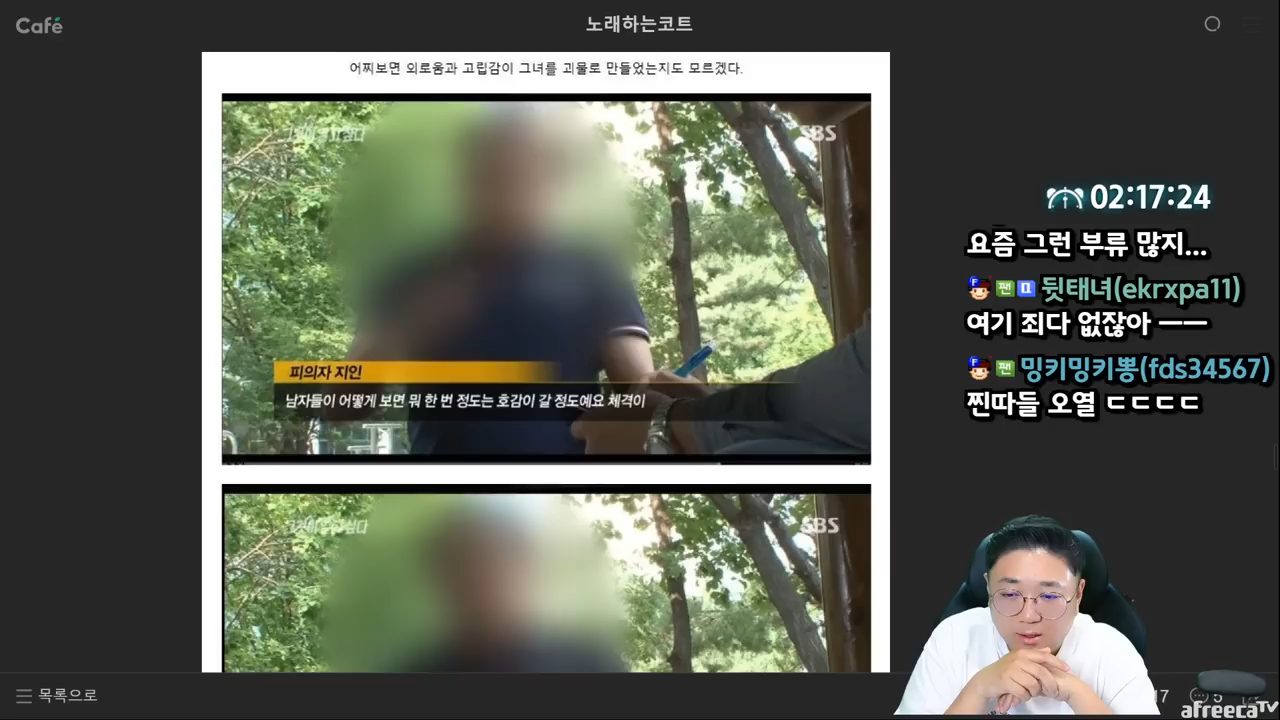 Café
노래하는코트
어찌보면 외로움과 고립감이 그녀를 괴물로 만들었는지도 모르겠다.
SBS
피의자 지인
남자들이 어떻게 보면 뭐 한 번 정도는 호감이 갈 정도예요 체격이
SBS
02:17:24
요즘 그런 부류 많지...
F 팬 뒷태녀(ekrxpa11)
여기 죄다 없잖아 ㅡㅡ
F 팬 밍키밍키뽕(fds34567)
찐따들 오열 ㄷㄷㄷㄷ
목록으로
17
5
afreecaTV